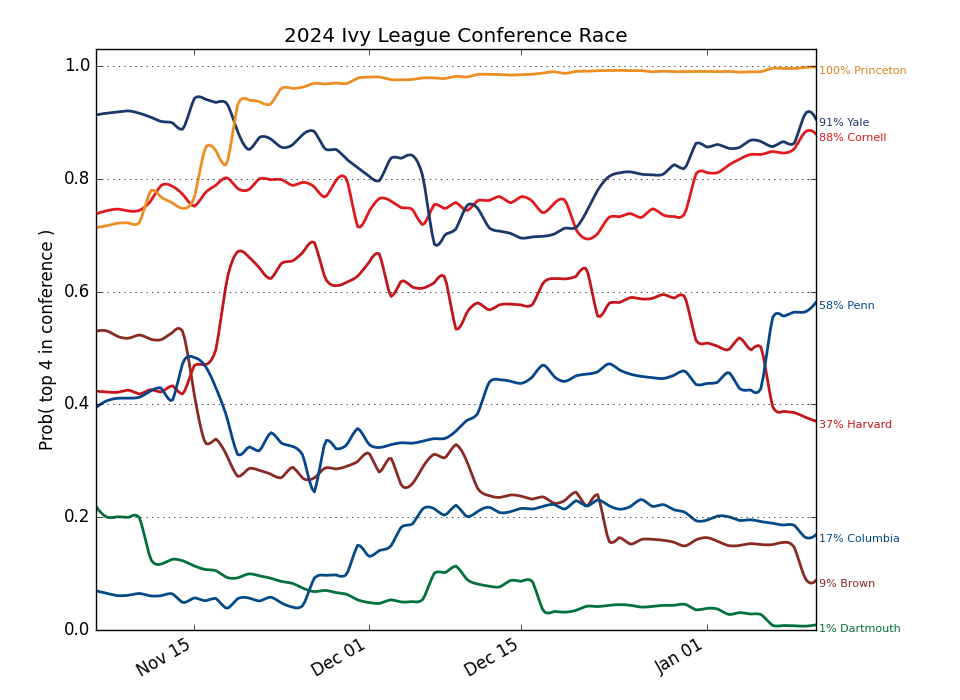 2024 Ivy League Conference Race
Prob( top 4 in conference )
1.0
0.8
0.6
0.4
0.2
0.0
Nov 15
Dec 01
Dec 15
Jan 01
100% Princeton
91% Yale
88% Cornell
58% Penn
37% Harvard
17% Columbia
9% Brown
1% Dartmouth